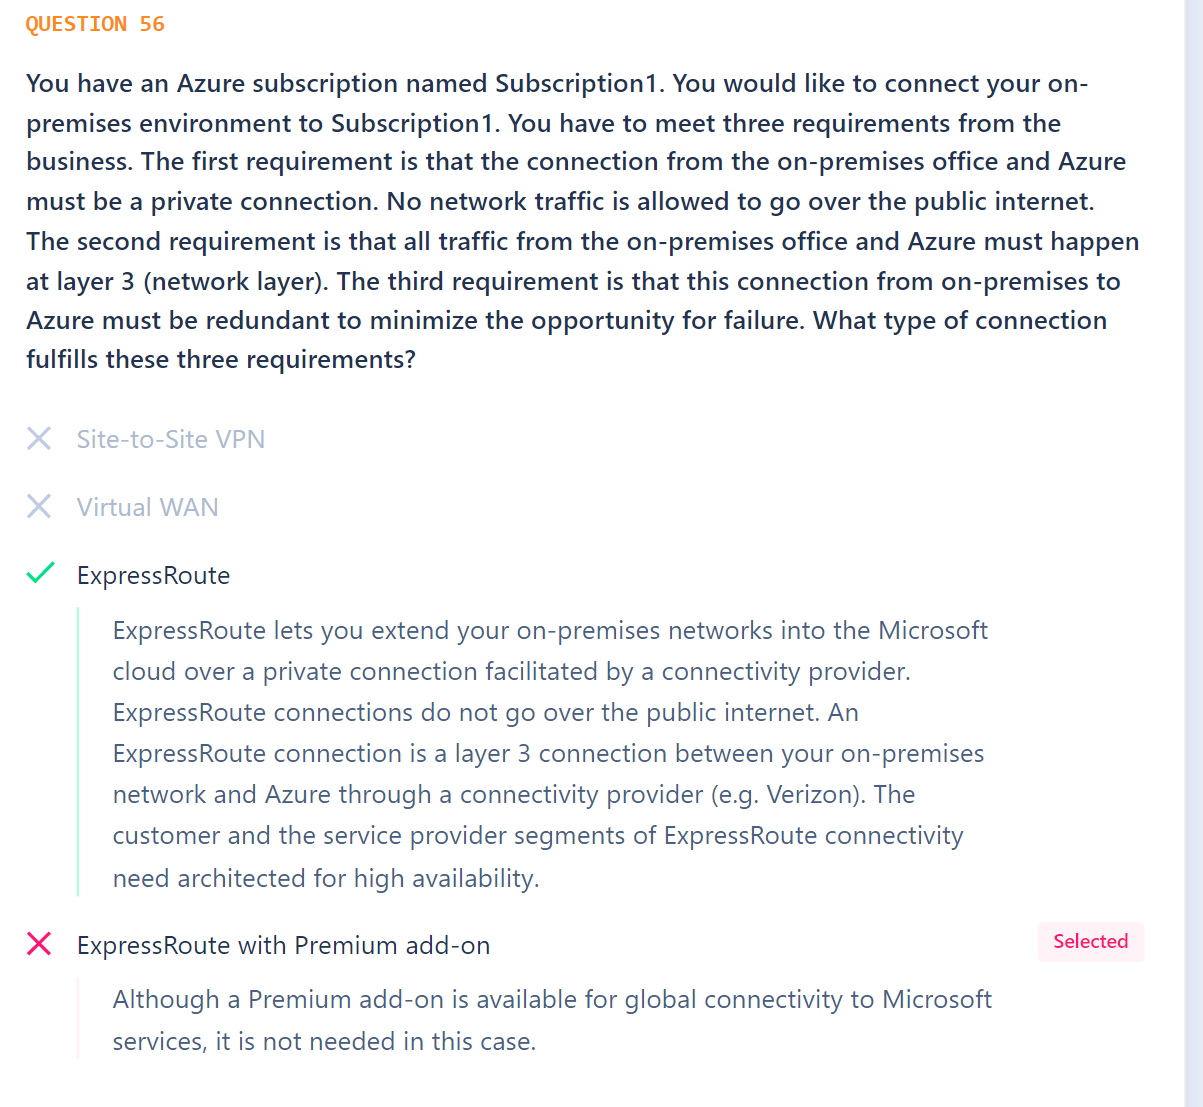 QUESTION 56
You have an Azure subscription named Subscription1. You would like to connect your on-
premises environment to Subscription1. You have to meet three requirements from the
business. The first requirement is that the connection from the on-premises office and Azure
must be a private connection. No network traffic is allowed to go over the public internet.
The second requirement is that all traffic from the on-premises office and Azure must happen
at layer 3 (network layer). The third requirement is that this connection from on-premises to
Azure must be redundant to minimize the opportunity for failure. What type of connection
fulfills these three requirements?
Site-to-Site VPN
Virtual WAN
ExpressRoute
ExpressRoute lets you extend your on-premises networks into the Microsoft
cloud over a private connection facilitated by a connectivity provider.
ExpressRoute connections do not go over the public internet. An
ExpressRoute connection is a layer 3 connection between your on-premises
network and Azure through a connectivity provider (e.g. Verizon). The
customer and the service provider segments of ExpressRoute connectivity
need architected for high availability.
ExpressRoute with Premium add-on
Selected
Although a Premium add-on is available for global connectivity to Microsoft
services, it is not needed in this case.